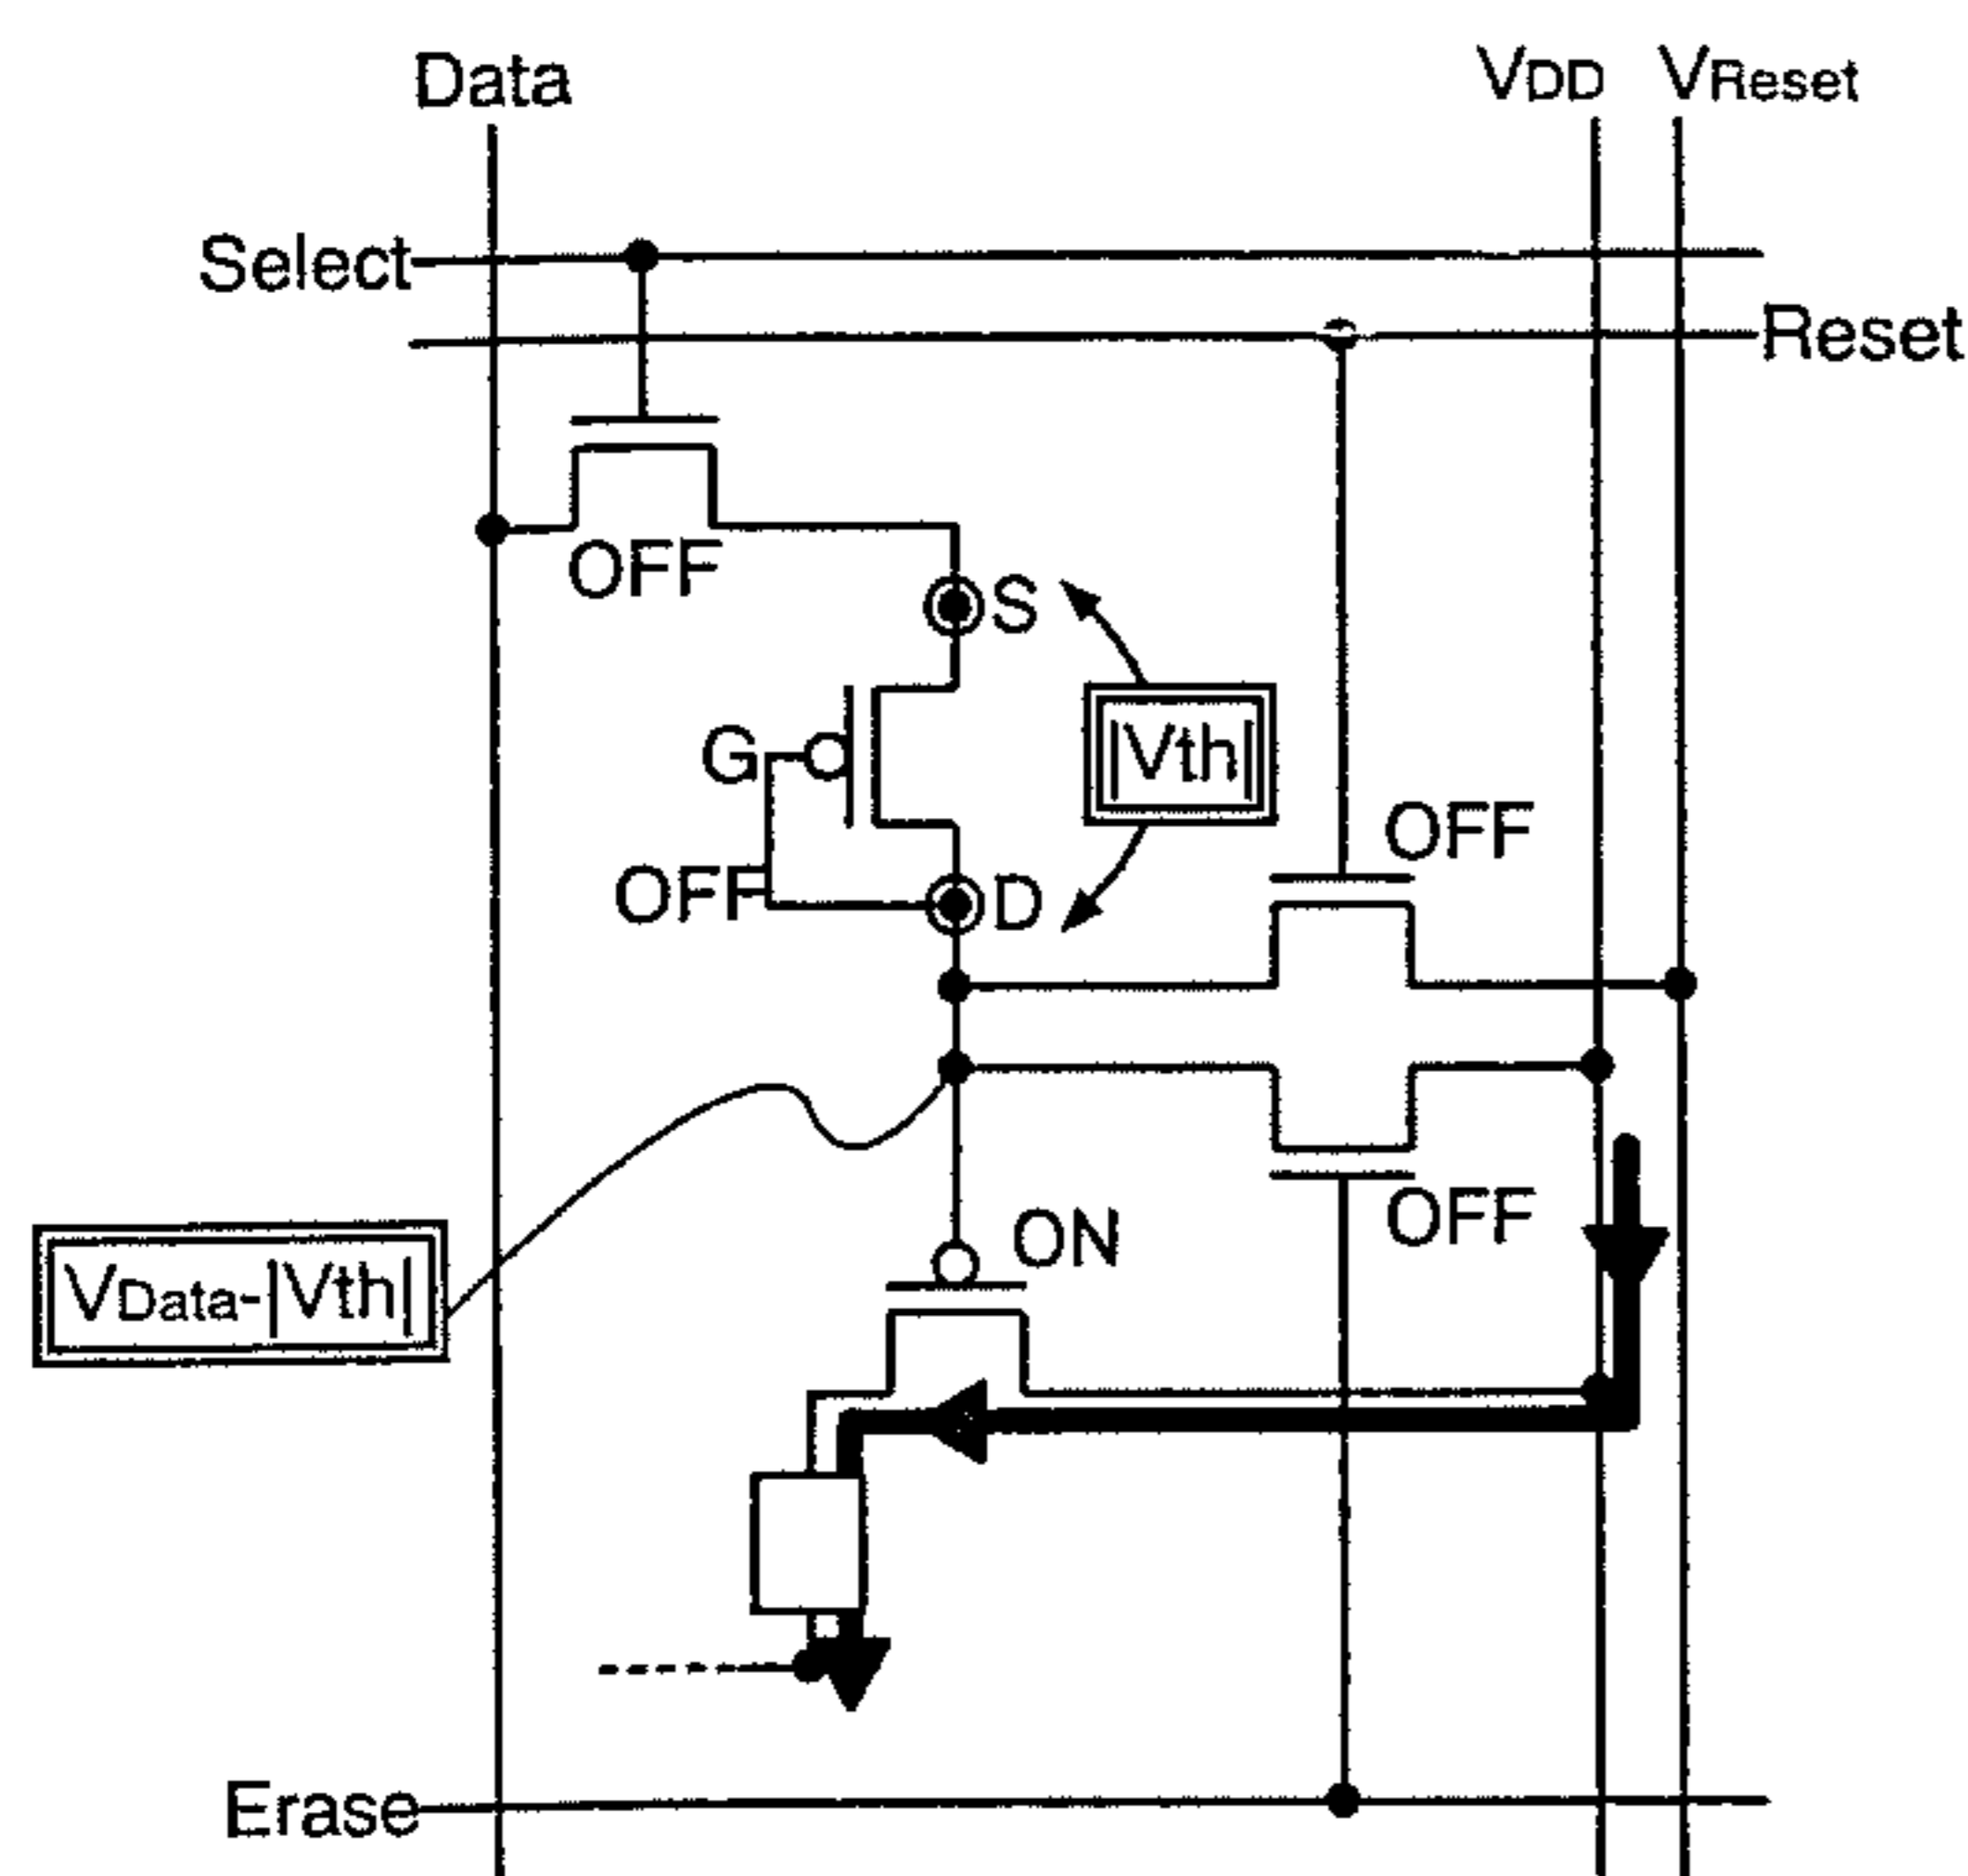 Data
VDD
VReset
Select
Reset
OFF
S
G
|Vth|
OFF
OFF
D
ON
OFF
VData-|Vth|
Erase